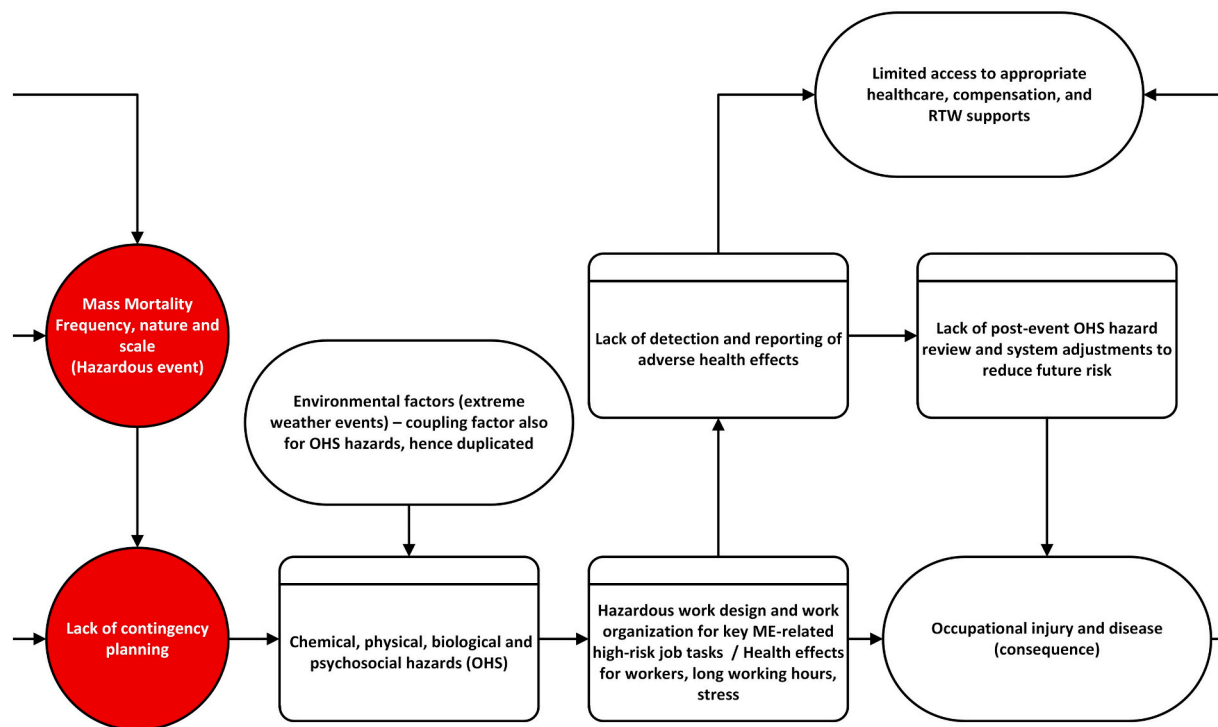 Limited access to appropriate
healthcare, compensation, and
RTW supports
Mass Mortality
Frequency, nature and
scale
(Hazardous event)
Lack of detection and reporting of
adverse health effects
Lack of post-event OHS hazard
review and system adjustments to
reduce future risk
Environmental factors (extreme
weather events) – coupling factor also
for OHS hazards, hence duplicated
Lack of contingency
planning
Chemical, physical, biological and
psychosocial hazards (OHS)
Hazardous work design and work
organization for key ME-related
high-risk job tasks / Health effects
for workers, long working hours,
stress
Occupational injury and disease
(consequence)